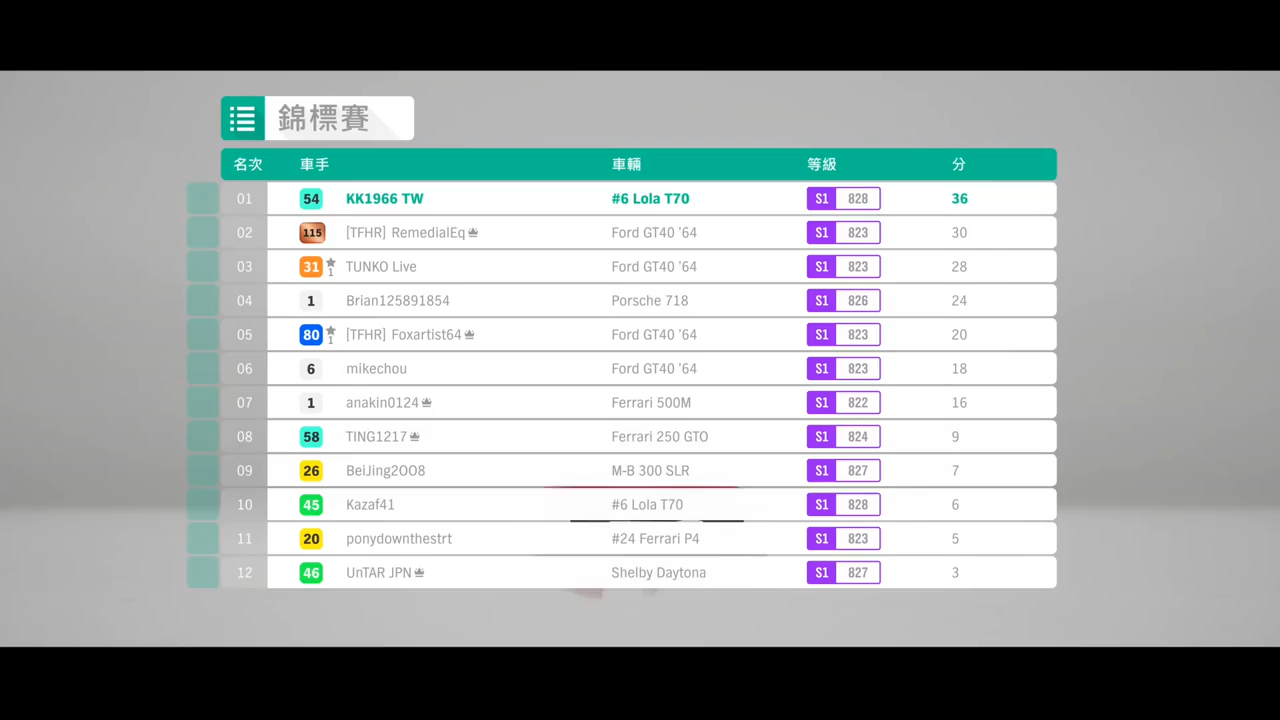 錦標賽
名次 車手 車輛 等級 分
01 54 KK1966 TW #6 Lola T70 S1 828 36
02 115 [TFHR] RemedialEq Ford GT40 '64 S1 823 30
03 31 1 TUNKO Live Ford GT40 '64 S1 823 28
04 1 Brian125891854 Porsche 718 S1 826 24
05 80 1 [TFHR] Foxartist64 Ford GT40 '64 S1 823 20
06 6 mikechou Ford GT40 '64 S1 823 18
07 1 anakin0124 Ferrari 500M S1 822 16
08 58 TING1217 Ferrari 250 GTO S1 824 9
09 26 BeiJing2OO8 M-B 300 SLR S1 827 7
10 45 Kazaf41 #6 Lola T70 S1 828 6
11 20 ponydownthestrt #24 Ferrari P4 S1 823 5
12 46 UnTAR JPN Shelby Daytona S1 827 3